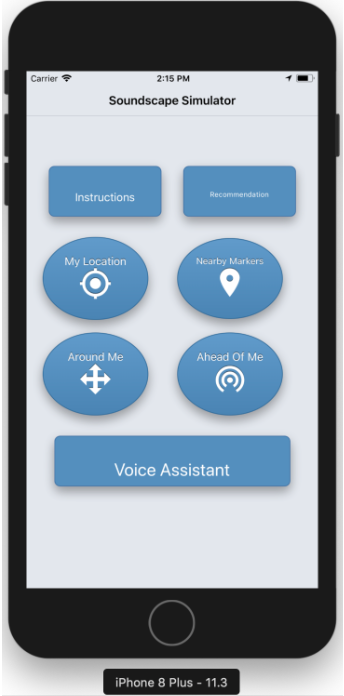 Carrier 2:15 PM
Soundscape Simulator
Instructions Recommendation
My Location Nearby Markers
Around Me Ahead Of Me
Voice Assistant
iPhone 8 Plus - 11.3